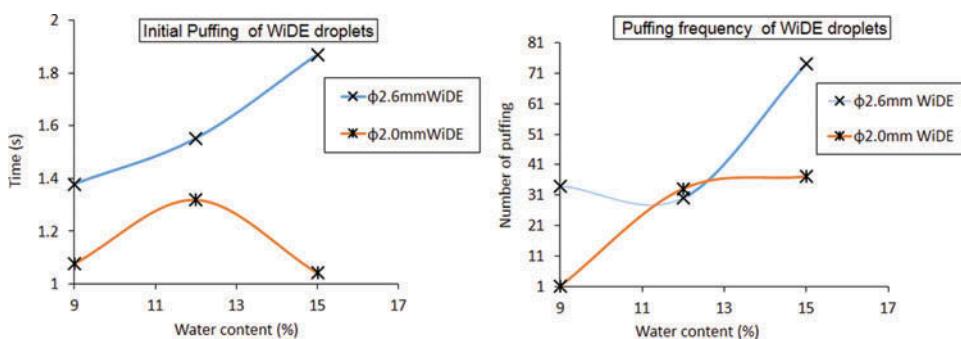 Initial Puffing of WiDE droplets
2
1.8
1.6
1.4
1.2
1
Time (s)
9
11
13
15
17
Water content (%)
ϕ2.6mmWiDE
ϕ2.0mmWiDE
Puffing frequency of WiDE droplets
81
71
61
51
41
31
21
11
1
Number of puffing
9
11
13
15
17
Water content (%)
ϕ2.6mm WiDE
ϕ2.0mm WiDE